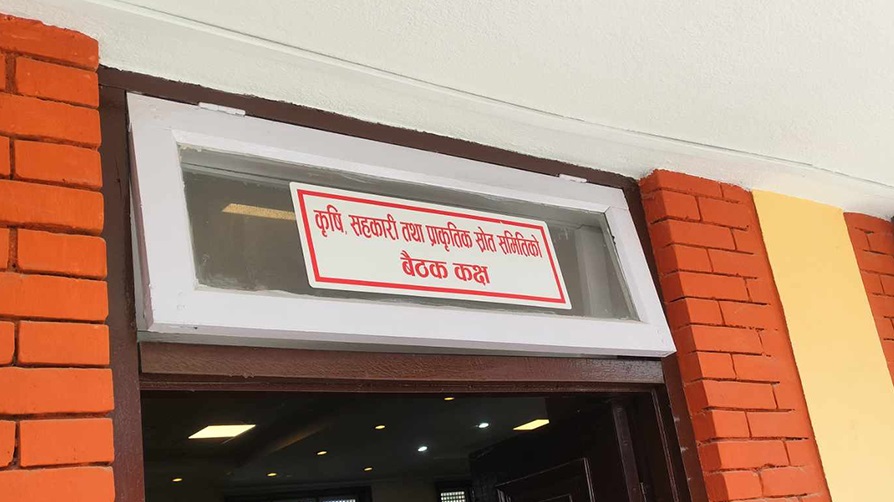 कृषि, सहकारी तथा प्राकृतिक स्रोत समितिको
बैठक कक्ष